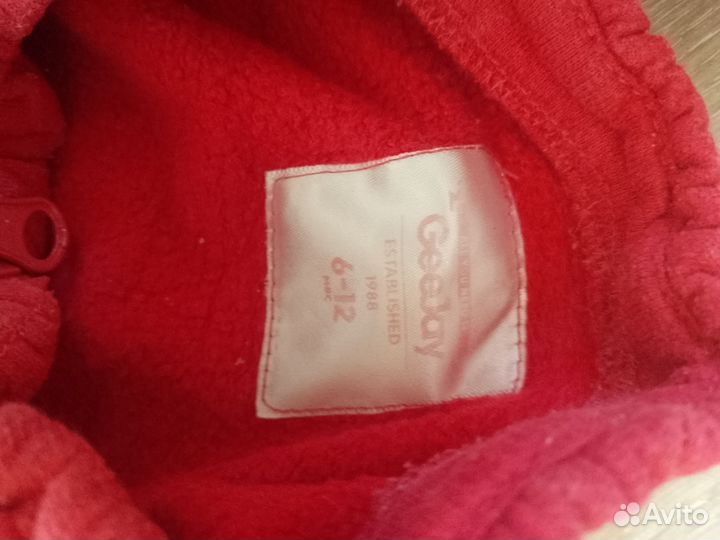 GeeJay
ESTABLISHED
1988
6-12
мес
Avito